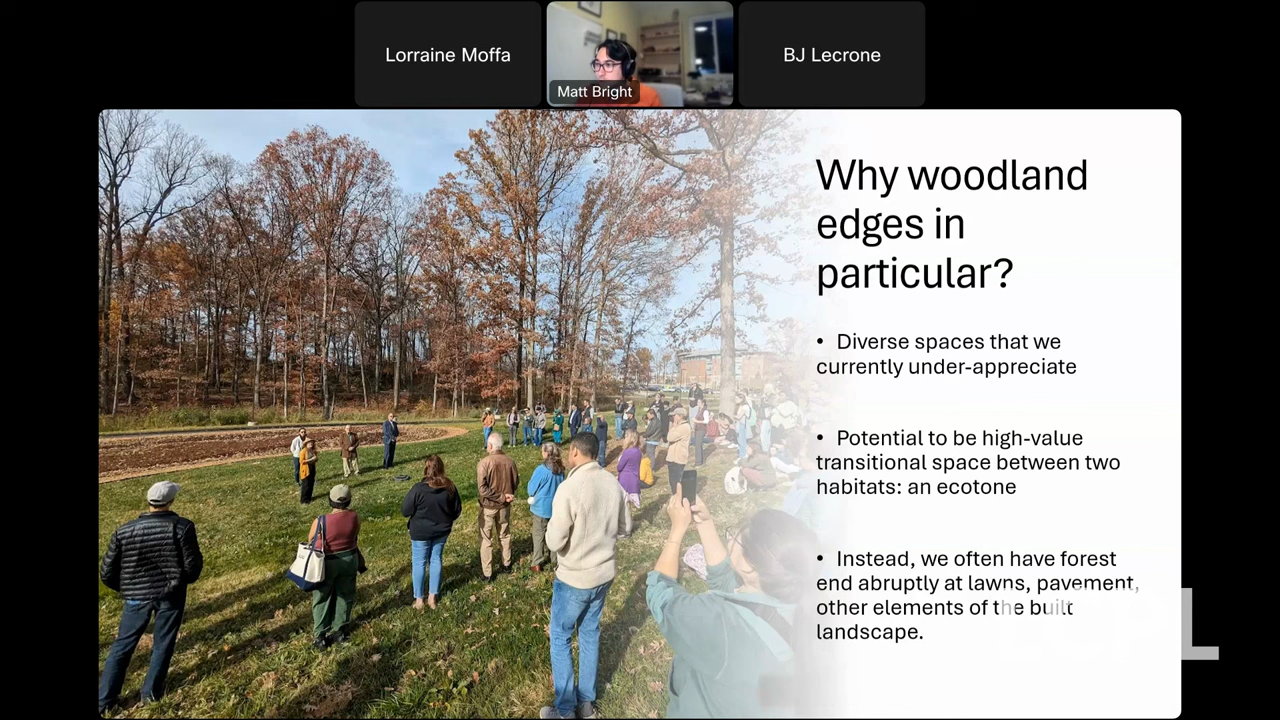 Lorraine Moffa
Matt Bright
BJ Lecrone
Why woodland
edges in
particular?
• Diverse spaces that we
currently under-appreciate
• Potential to be high-value
transitional space between two
habitats: an ecotone
• Instead, we often have forest
end abruptly at lawns, pavement,
other elements of the built
landscape.